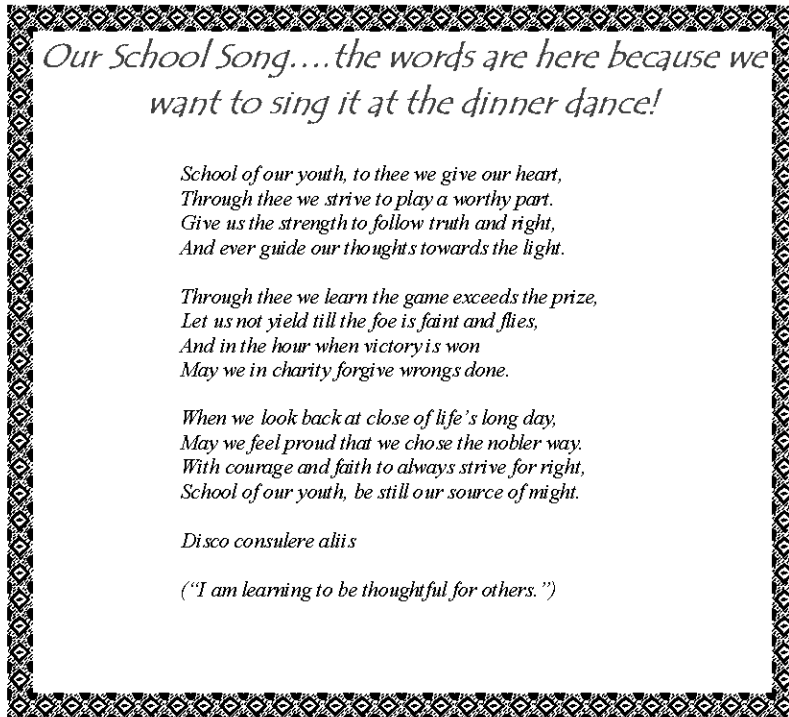 Our School Song....the words are here because we
want to sing it at the dinner dance!
School of our youth, to thee we give our heart,
Through thee we strive to play a worthy part.
Give us the strength to follow truth and right,
And ever guide our thoughts towards the light.
Through thee we learn the game exceeds the prize,
Let us not yield till the foe is faint and flies,
And in the hour when victory is won
May we in charity forgive wrongs done.
When we look back at close of life’s long day,
May we feel proud that we chose the nobler way.
With courage and faith to always strive for right,
School of our youth, be still our source of might.
Disco consulere aliis
(“I am learning to be thoughtful for others.”)